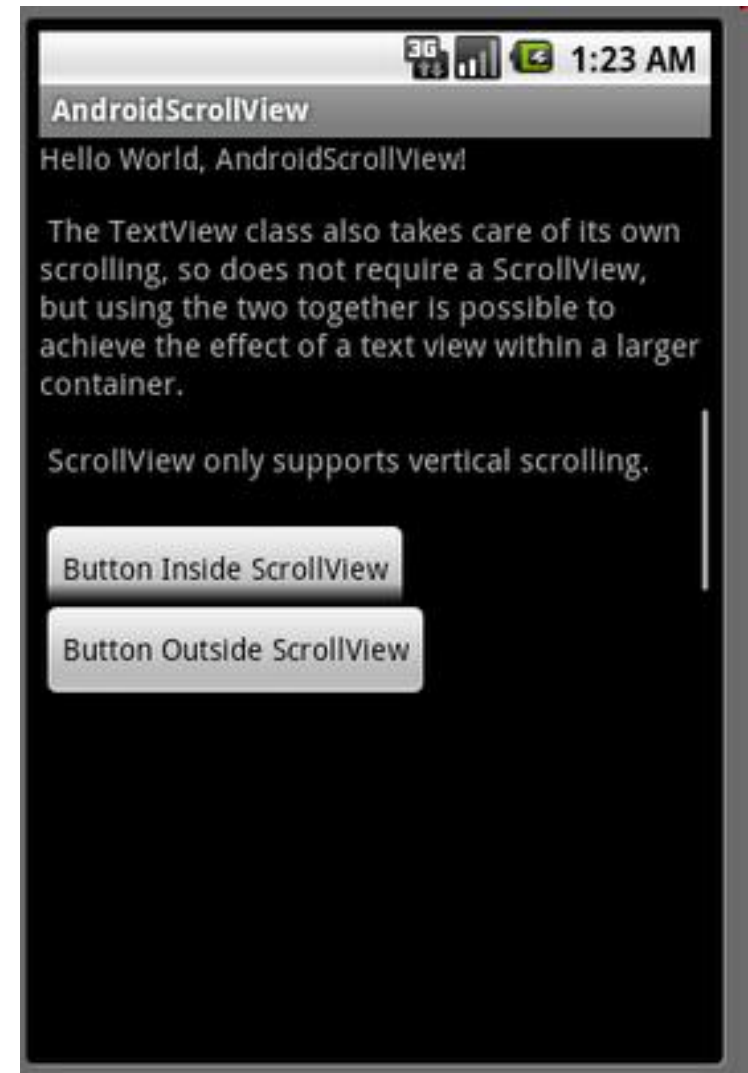 3G 1:23 AM
AndroidScrollView
Hello World, AndroidScrollView!
The TextView class also takes care of its own
scrolling, so does not require a ScrollView,
but using the two together is possible to
achieve the effect of a text view within a larger
container.
ScrollView only supports vertical scrolling.
Button Inside ScrollView
Button Outside ScrollView